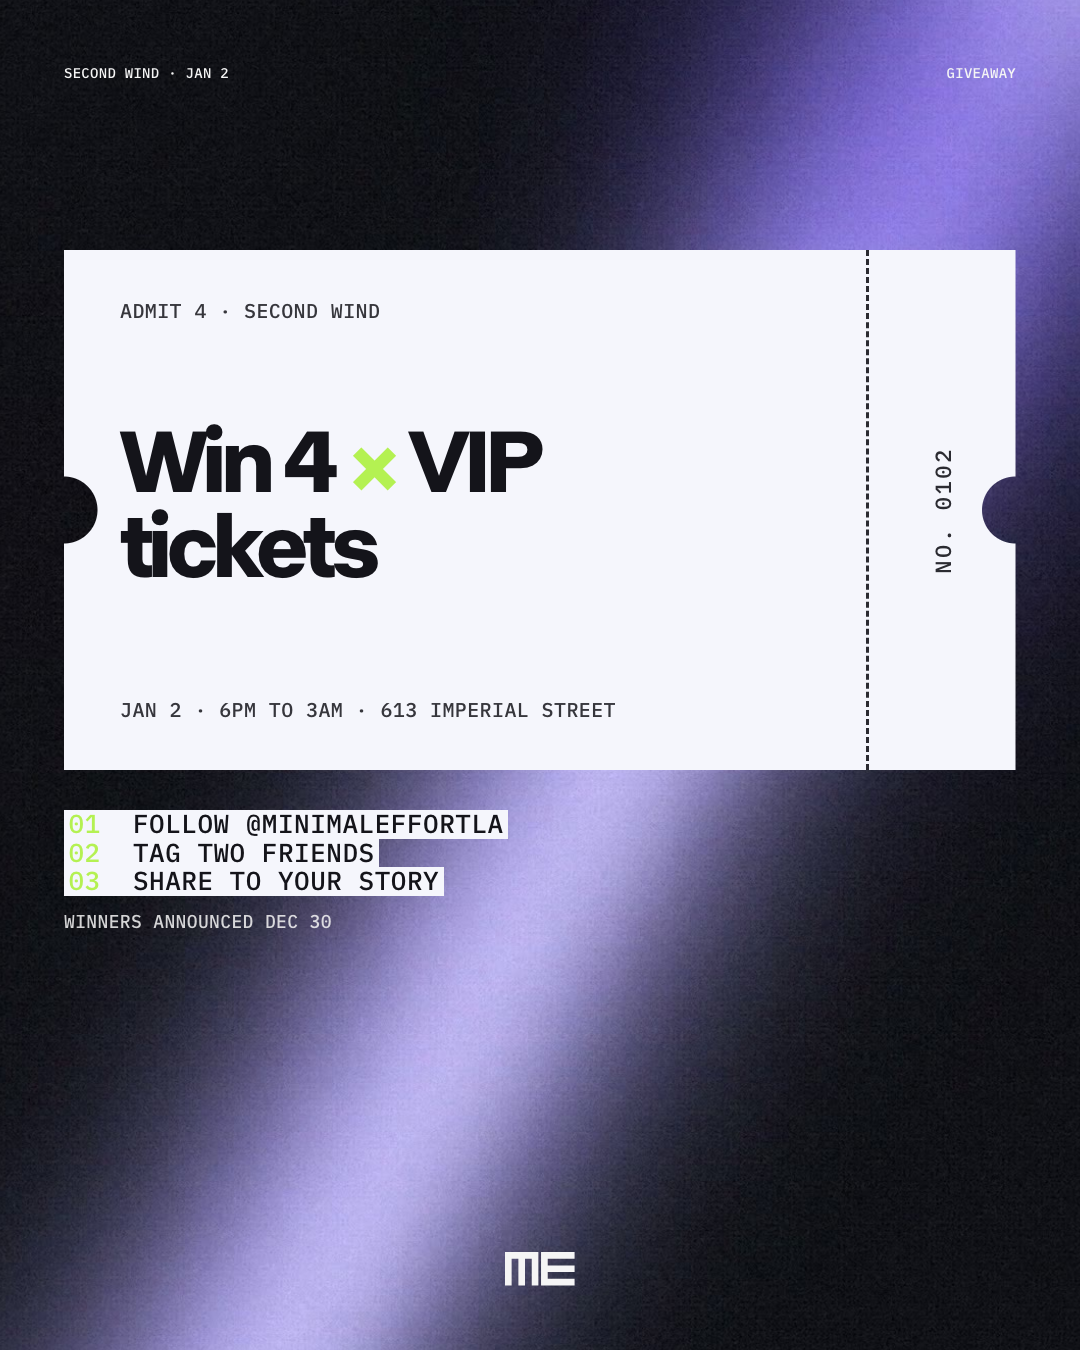 SECOND WIND · JAN 2
GIVEAWAY
ADMIT 4 · SECOND WIND
Win 4 × VIP
tickets
NO. 0102
JAN 2 · 6PM TO 3AM · 613 IMPERIAL STREET
01 FOLLOW @MINIMALEFFORTLA
02 TAG TWO FRIENDS
03 SHARE TO YOUR STORY
WINNERS ANNOUNCED DEC 30
ME